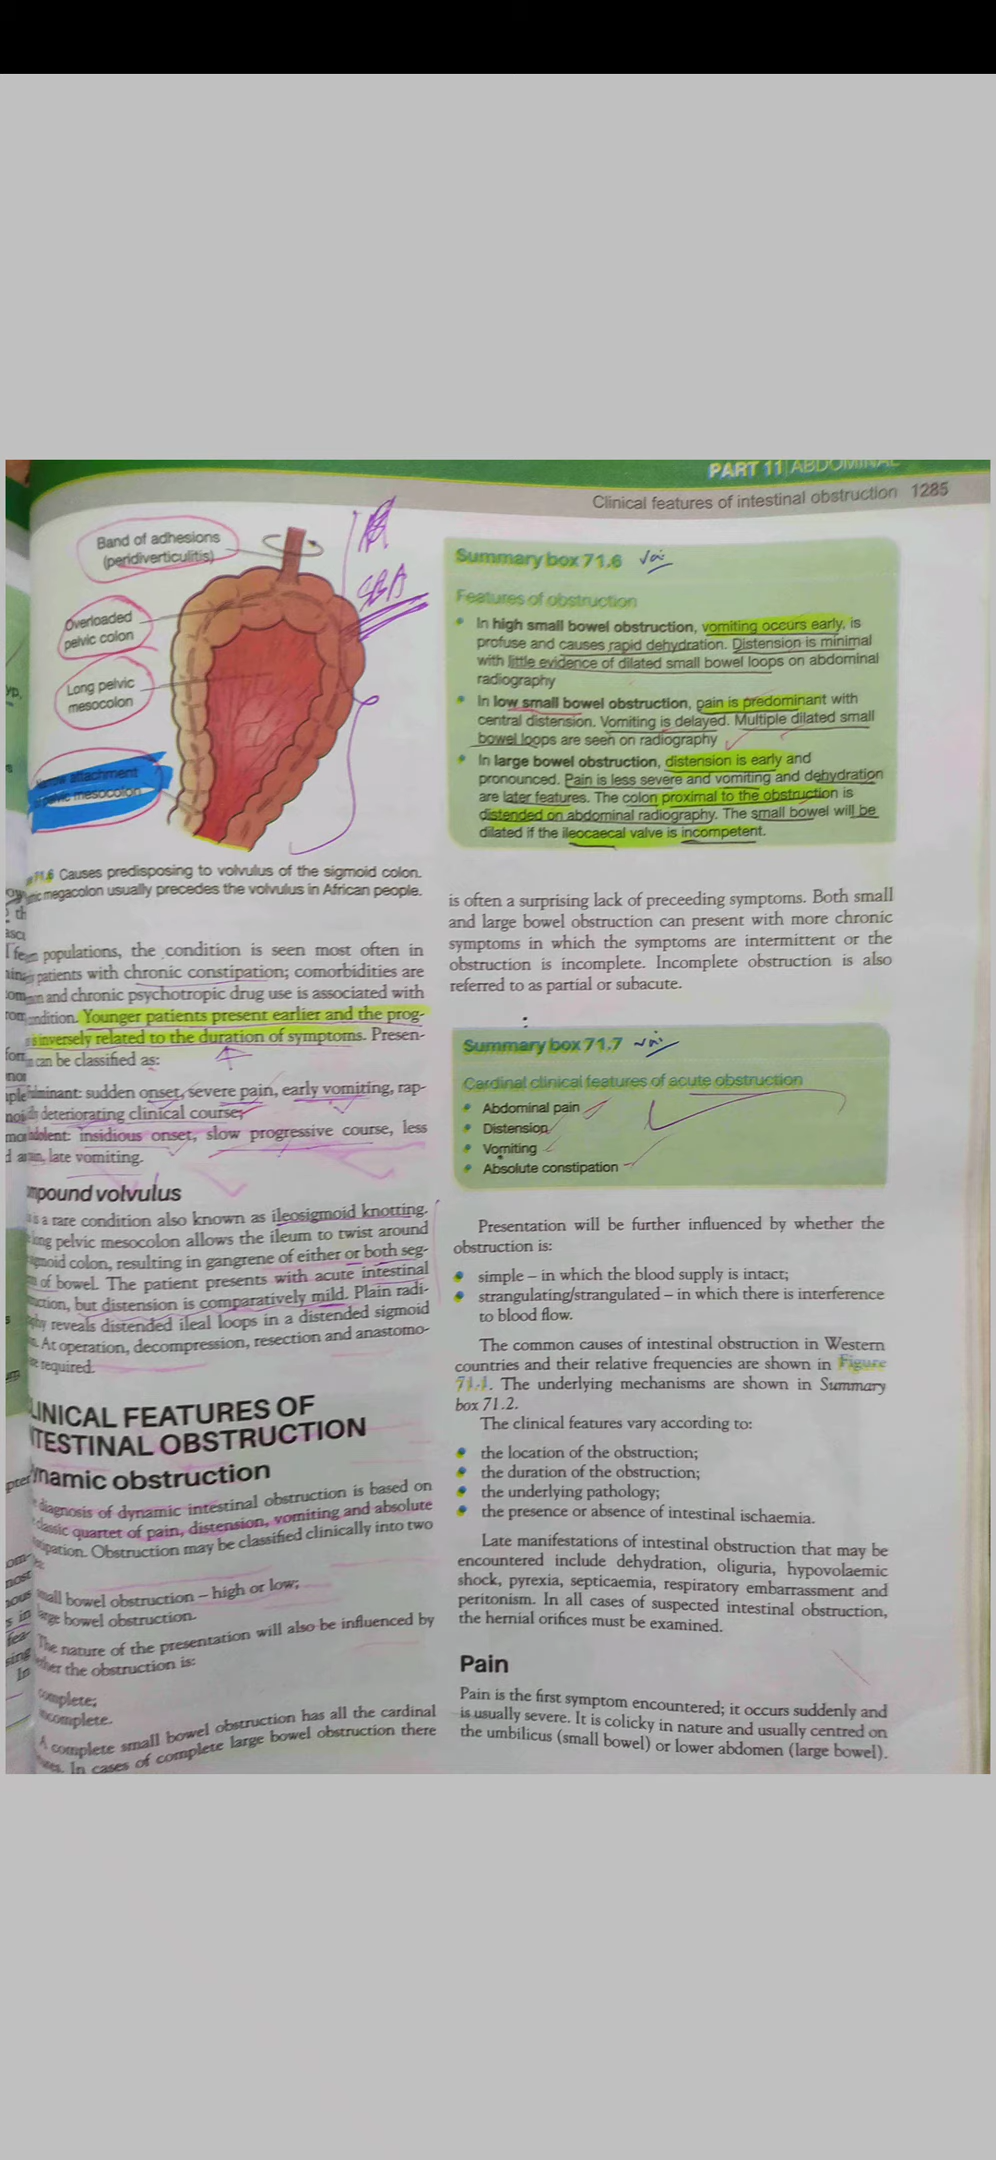 PART 11 | ABDOMINAL
Clinical features of intestinal obstruction 1285
Band of adhesions
(peridiverticulitis)
Overloaded
pelvic colon
Long pelvic
mesocolon
attachment
pelvic mesocolon
SBA
71.6 Causes predisposing to volvulus of the sigmoid colon.
megacolon usually precedes the volvulus in African people.
populations, the condition is seen most often in
patients with chronic constipation; comorbidities are
and chronic psychotropic drug use is associated with
condition. Younger patients present earlier and the prog-
is inversely related to the duration of symptoms. Presen-
can be classified as:
fulminant: sudden onset, severe pain, early vomiting, rap-
deteriorating clinical course;
indolent: insidious onset, slow progressive course, less
pain, late vomiting.
mpound volvulus
is a rare condition also known as ileosigmoid knotting.
long pelvic mesocolon allows the ileum to twist around
sigmoid colon, resulting in gangrene of either or both seg-
of bowel. The patient presents with acute intestinal
but distension is comparatively mild. Plain radi-
reveals distended ileal loops in a distended sigmoid
At operation, decompression, resection and anastomo-
required.
LINICAL FEATURES OF
TESTINAL OBSTRUCTION
ynamic obstruction
diagnosis of dynamic intestinal obstruction is based on
classic quartet of pain, distension, vomiting and absolute
Obstruction may be classified clinically into two
small bowel obstruction – high or low;
large bowel obstruction.
The nature of the presentation will also be influenced by
the obstruction is:
complete;
incomplete.
A complete small bowel obstruction has all the cardinal
In cases of complete large bowel obstruction there
Summary box 71.6
Features of obstruction
• In high small bowel obstruction, vomiting occurs early, is
profuse and causes rapid dehydration. Distension is minimal
with little evidence of dilated small bowel loops on abdominal
radiography
• In low small bowel obstruction, pain is predominant with
central distension. Vomiting is delayed. Multiple dilated small
bowel loops are seen on radiography
• In large bowel obstruction, distension is early and
pronounced. Pain is less severe and vomiting and dehydration
are later features. The colon proximal to the obstruction is
distended on abdominal radiography. The small bowel will be
dilated if the ileocaecal valve is incompetent.
is often a surprising lack of preceeding symptoms. Both small
and large bowel obstruction can present with more chronic
symptoms in which the symptoms are intermittent or the
obstruction is incomplete. Incomplete obstruction is also
referred to as partial or subacute.
Summary box 71.7
Cardinal clinical features of acute obstruction
• Abdominal pain
• Distension
• Vomiting
• Absolute constipation
Presentation will be further influenced by whether the
obstruction is:
• simple – in which the blood supply is intact;
• strangulating/strangulated – in which there is interference
to blood flow.
The common causes of intestinal obstruction in Western
countries and their relative frequencies are shown in Figure
71.1. The underlying mechanisms are shown in Summary
box 71.2.
The clinical features vary according to:
• the location of the obstruction;
• the duration of the obstruction;
• the underlying pathology;
• the presence or absence of intestinal ischaemia.
Late manifestations of intestinal obstruction that may be
encountered include dehydration, oliguria, hypovolaemic
shock, pyrexia, septicaemia, respiratory embarrassment and
peritonism. In all cases of suspected intestinal obstruction,
the hernial orifices must be examined.
Pain
Pain is the first symptom encountered; it occurs suddenly and
is usually severe. It is colicky in nature and usually centred on
the umbilicus (small bowel) or lower abdomen (large bowel).